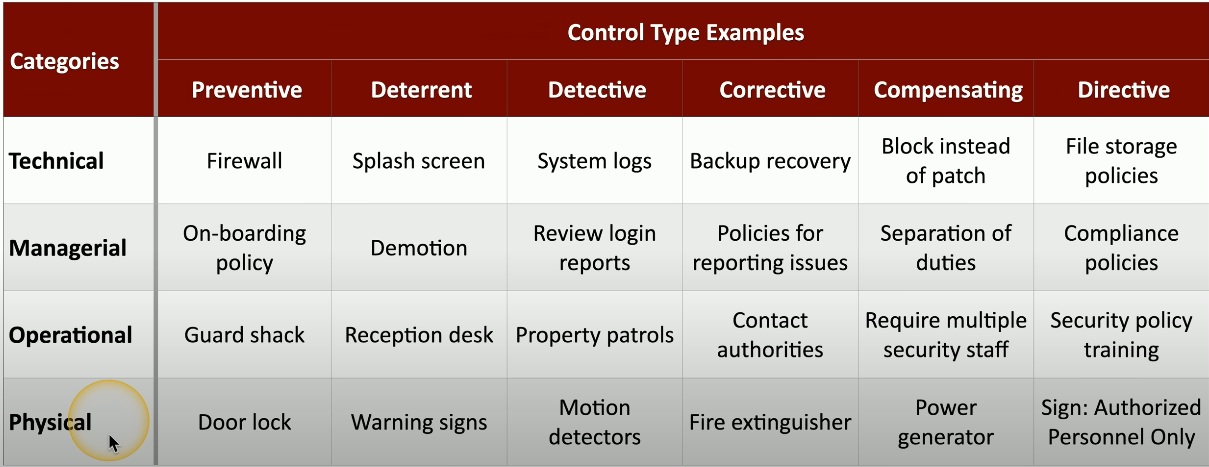 Categories
Control Type Examples
Preventive Deterrent Detective Corrective Compensating Directive
Technical
Firewall
Splash screen
System logs
Backup recovery
Block instead
of patch
File storage
policies
Managerial
On-boarding
policy
Demotion
Review login
reports
Policies for
reporting issues
Separation of
duties
Compliance
policies
Operational
Guard shack
Reception desk
Property patrols
Contact
authorities
Require multiple
security staff
Security policy
training
Physical
Door lock
Warning signs
Motion
detectors
Fire extinguisher
Power
generator
Sign: Authorized
Personnel Only